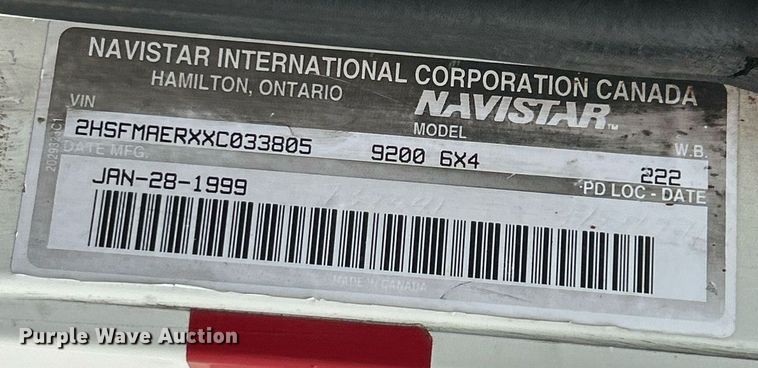 NAVISTAR INTERNATIONAL CORPORATION CANADA
HAMILTON, ONTARIO
NAVISTAR™
VIN MODEL W.B.
2HSFMAERXXC033805 9200 6X4 222
DATE MFG. PD LOC - DATE
JAN-28-1999
MADE IN CANADA
Purple Wave Auction